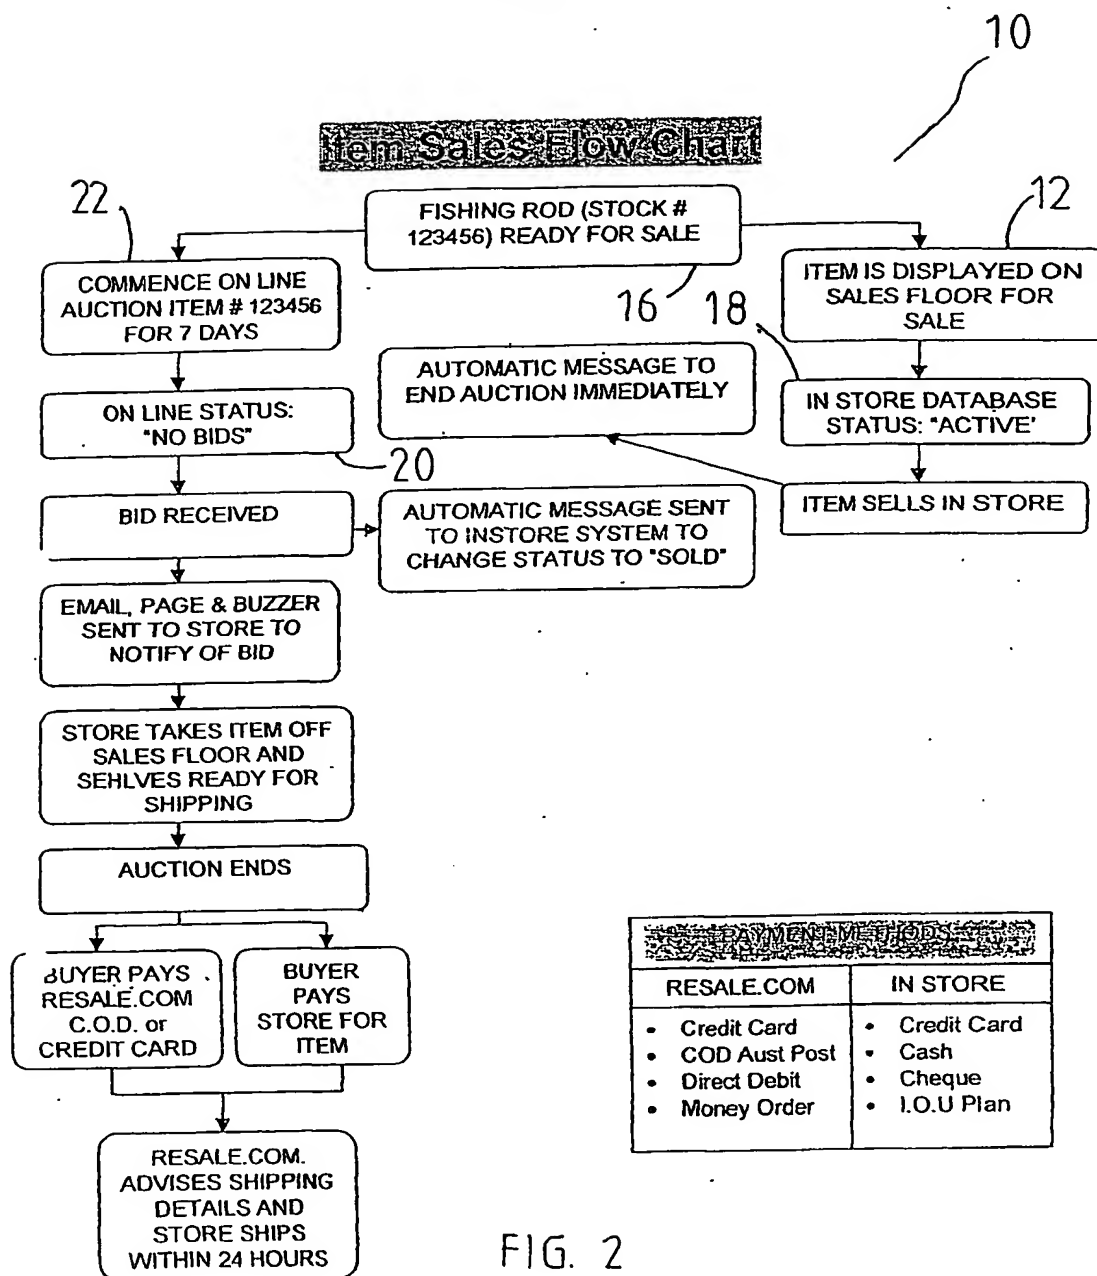 10
Item Sales Flow Chart
22
12
FISHING ROD (STOCK #
123456) READY FOR SALE
16
18
COMMENCE ON LINE
AUCTION ITEM # 123456
FOR 7 DAYS
ITEM IS DISPLAYED ON
SALES FLOOR FOR
SALE
AUTOMATIC MESSAGE TO
END AUCTION IMMEDIATELY
ON LINE STATUS:
"NO BIDS"
20
IN STORE DATABASE
STATUS: "ACTIVE'
BID RECEIVED
AUTOMATIC MESSAGE SENT
TO INSTORE SYSTEM TO
CHANGE STATUS TO "SOLD"
ITEM SELLS IN STORE
EMAIL, PAGE & BUZZER
SENT TO STORE TO
NOTIFY OF BID
STORE TAKES ITEM OFF
SALES FLOOR AND
SEHLVES READY FOR
SHIPPING
AUCTION ENDS
BUYER PAYS
RESALE.COM
C.O.D. or
CREDIT CARD
BUYER
PAYS
STORE FOR
ITEM
RESALE.COM.
ADVISES SHIPPING
DETAILS AND
STORE SHIPS
WITHIN 24 HOURS
PAYMENT METHODS
RESALE.COM
• Credit Card
• COD Aust Post
• Direct Debit
• Money Order
IN STORE
• Credit Card
• Cash
• Cheque
• I.O.U Plan
FIG. 2